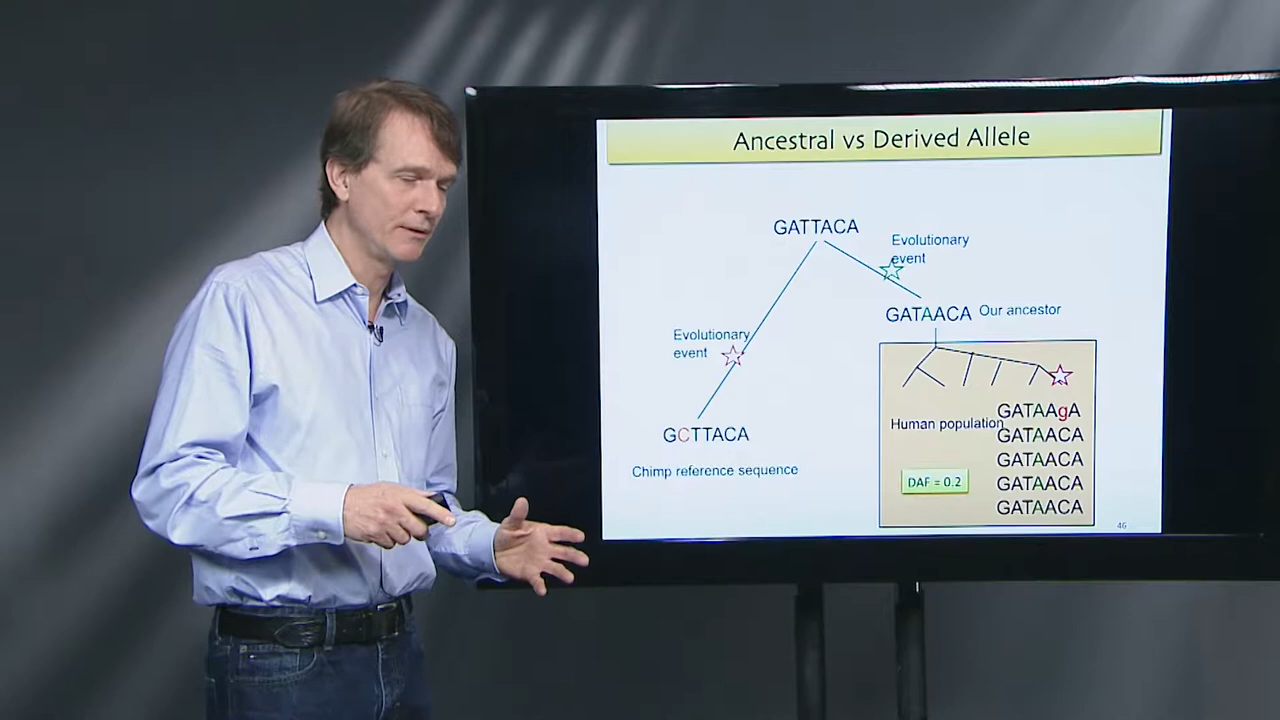 Ancestral vs Derived Allele
GATTACA
Evolutionary
event
GATAACA Our ancestor
Evolutionary
event
GCTTACA
Chimp reference sequence
GATAAgA
Human population
GATAACA
GATAACA
DAF = 0.2
GATAACA
GATAACA
46